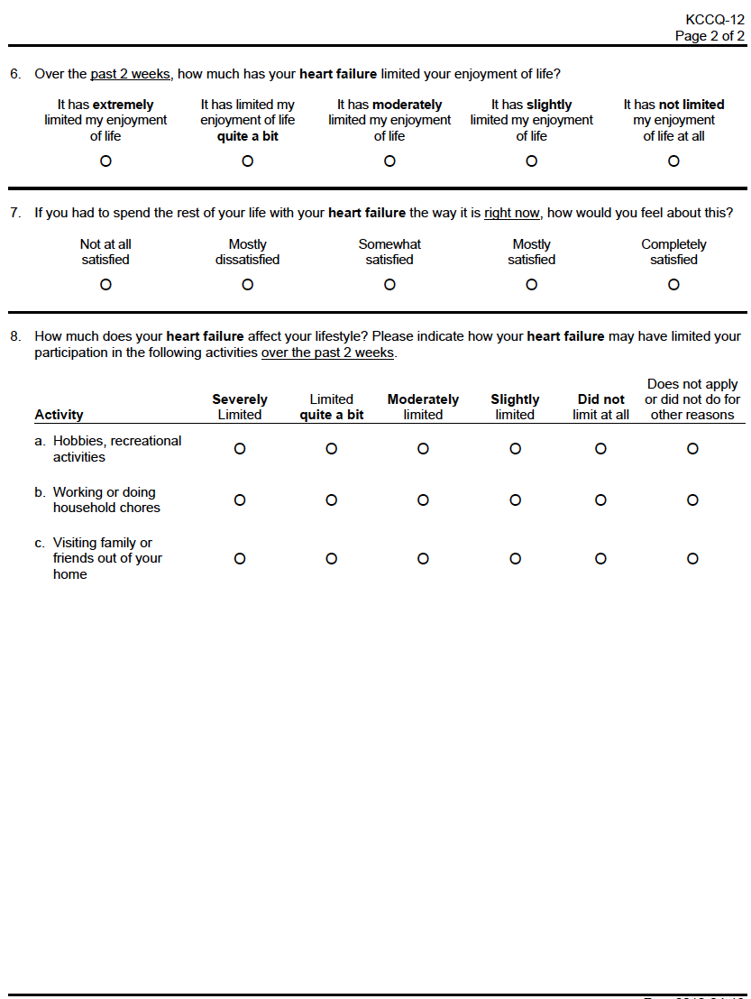 KCCQ-12
Page 2 of 2
6. Over the past 2 weeks, how much has your heart failure limited your enjoyment of life?
It has extremely limited my enjoyment of life
It has limited my enjoyment of life quite a bit
It has moderately limited my enjoyment of life
It has slightly limited my enjoyment of life
It has not limited my enjoyment of life at all
7. If you had to spend the rest of your life with your heart failure the way it is right now, how would you feel about this?
Not at all satisfied
Mostly dissatisfied
Somewhat satisfied
Mostly satisfied
Completely satisfied
8. How much does your heart failure affect your lifestyle? Please indicate how your heart failure may have limited your
participation in the following activities over the past 2 weeks.
Activity
Severely Limited
Limited quite a bit
Moderately limited
Slightly limited
Did not limit at all
Does not apply or did not do for other reasons
a. Hobbies, recreational
activities
b. Working or doing
household chores
c. Visiting family or
friends out of your
home